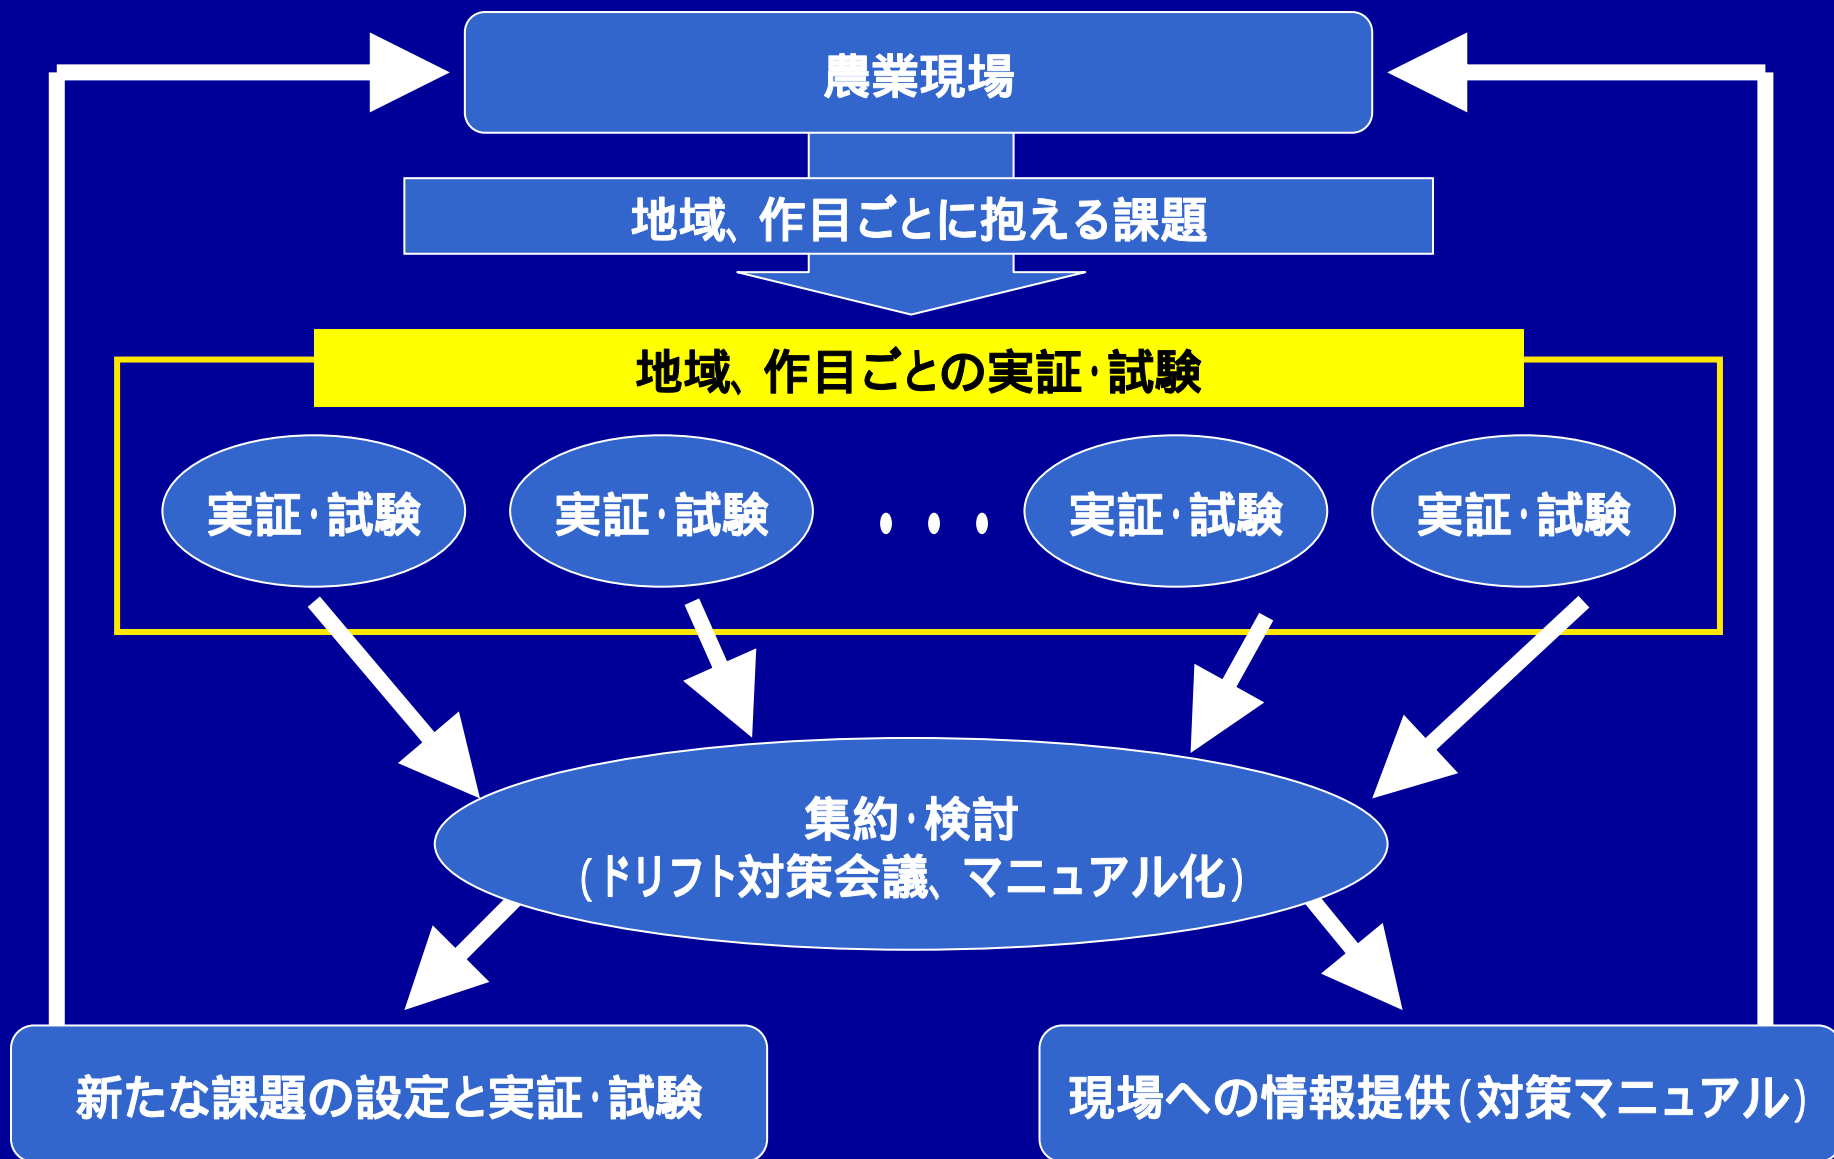 農業現場
地域、作目ごとに抱える課題
地域、作目ごとの実証・試験
実証・試験
実証・試験
・・・
実証・試験
実証・試験
集約・検討
(ドリフト対策会議、マニュアル化)
新たな課題の設定と実証・試験
現場への情報提供(対策マニュアル)